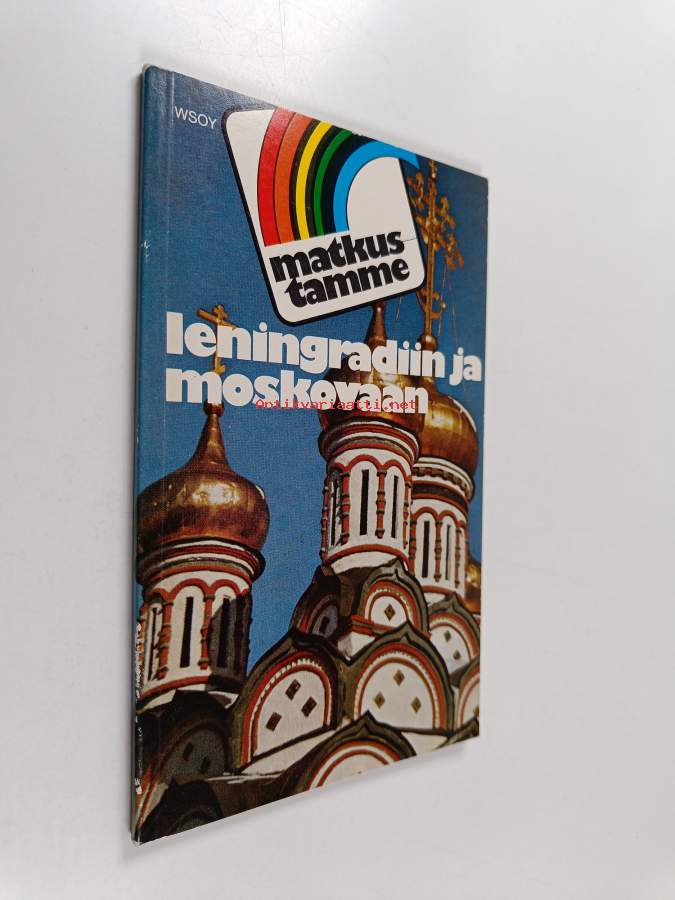 WSOY
matkus
tamme
leningradiin ja
moskovaan
Antikvariaatti.net